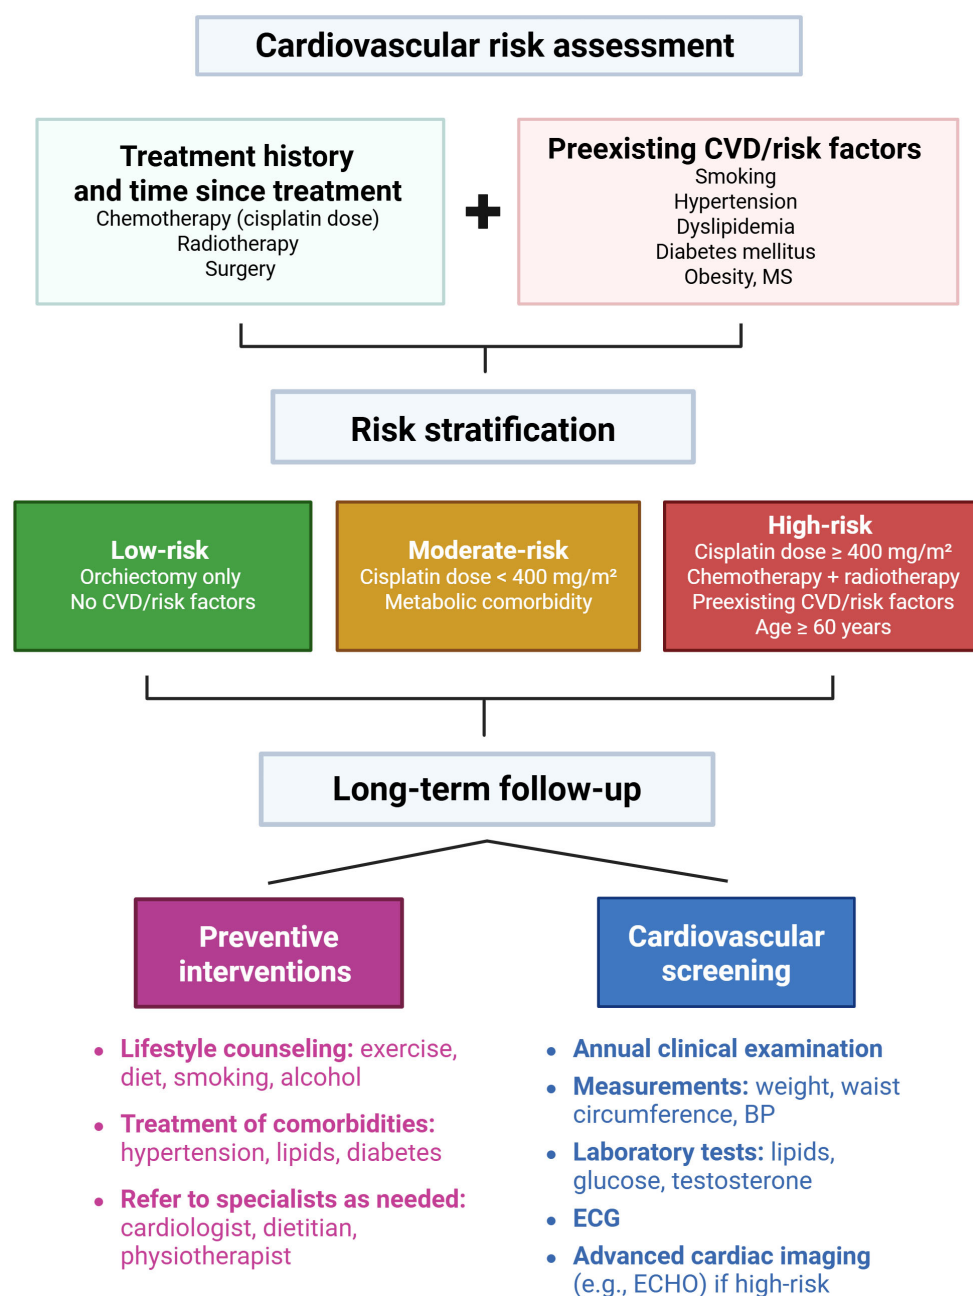 Cardiovascular risk assessment
Treatment history
and time since treatment
Chemotherapy (cisplatin dose)
Radiotherapy
Surgery
+
Preexisting CVD/risk factors
Smoking
Hypertension
Dyslipidemia
Diabetes mellitus
Obesity, MS
Risk stratification
Low-risk
Orchiectomy only
No CVD/risk factors
Moderate-risk
Cisplatin dose < 400 mg/m²
Metabolic comorbidity
High-risk
Cisplatin dose ≥ 400 mg/m²
Chemotherapy + radiotherapy
Preexisting CVD/risk factors
Age ≥ 60 years
Long-term follow-up
Preventive
interventions
• Lifestyle counseling: exercise,
diet, smoking, alcohol
• Treatment of comorbidities:
hypertension, lipids, diabetes
• Refer to specialists as needed:
cardiologist, dietitian,
physiotherapist
Cardiovascular
screening
• Annual clinical examination
• Measurements: weight, waist
circumference, BP
• Laboratory tests: lipids,
glucose, testosterone
• ECG
• Advanced cardiac imaging
(e.g., ECHO) if high-risk